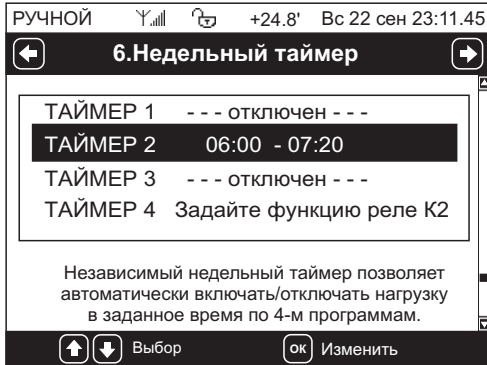 РУЧНОЙ +24.8' Вс 22 сен 23:11.45
6.Недельный таймер
ТАЙМЕР 1 - - - отключен - - -
ТАЙМЕР 2 06:00 - 07:20
ТАЙМЕР 3 - - - отключен - - -
ТАЙМЕР 4 Задайте функцию реле К2
Независимый недельный таймер позволяет
автоматически включать/отключать нагрузку
в заданное время по 4-м программам.
Выбор ок Изменить